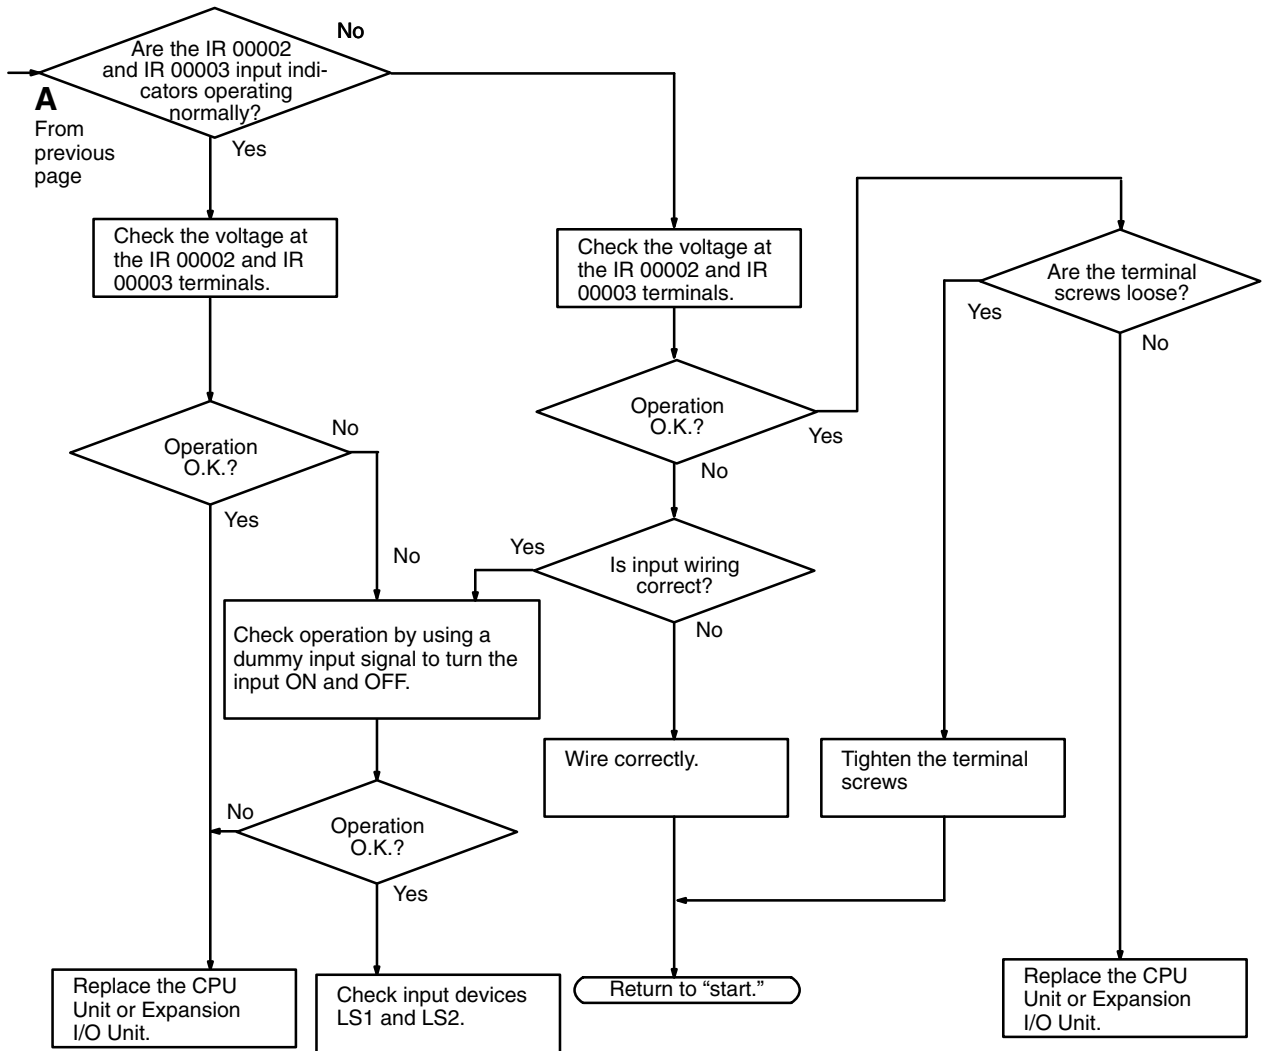 No
Are the IR 00002
and IR 00003 input indi-
cators operating
normally?
A
From
previous
page
Yes
Check the voltage at
the IR 00002 and IR
00003 terminals.
Check the voltage at
the IR 00002 and IR
00003 terminals.
Are the terminal
screws loose?
Yes
No
Operation
O.K.?
No
Yes
Operation
O.K.?
Yes
No
No
Yes
Is input wiring
correct?
No
Check operation by using a
dummy input signal to turn the
input ON and OFF.
Wire correctly.
Tighten the terminal
screws
No
Operation
O.K.?
Yes
Replace the CPU
Unit or Expansion
I/O Unit.
Check input devices
LS1 and LS2.
Return to “start.”
Replace the CPU
Unit or Expansion
I/O Unit.